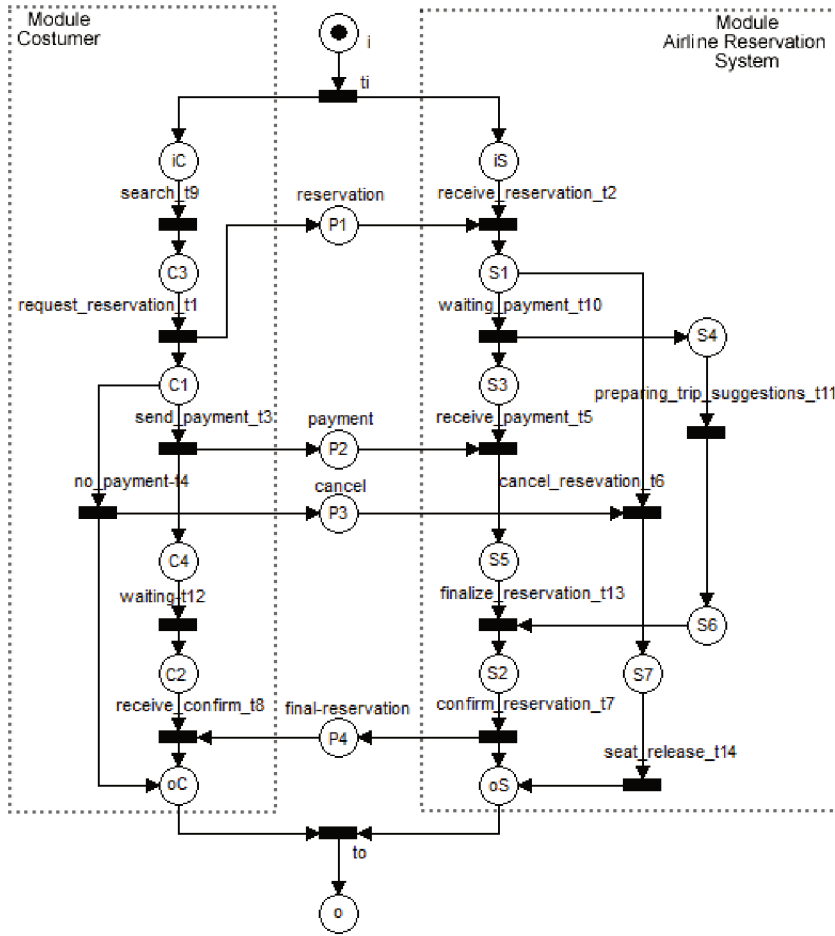 Module
Costumer
Module
Airline Reservation
System
i
ti
iC
iS
search_t9
reservation
receive_reservation_t2
P1
C3
S1
request_reservation_t1
waiting_payment_t10
S4
C1
S3
preparing_trip_suggestions_t11
send_payment_t3
payment
receive_payment_t5
P2
no_payment-t4
cancel
cancel_resevation_t6
P3
C4
S5
waiting-t12
finalize_reservation_t13
S6
C2
S2
S7
receive_confirm_t8
final-reservation
confirm_reservation_t7
P4
seat_release_t14
oC
oS
to
o